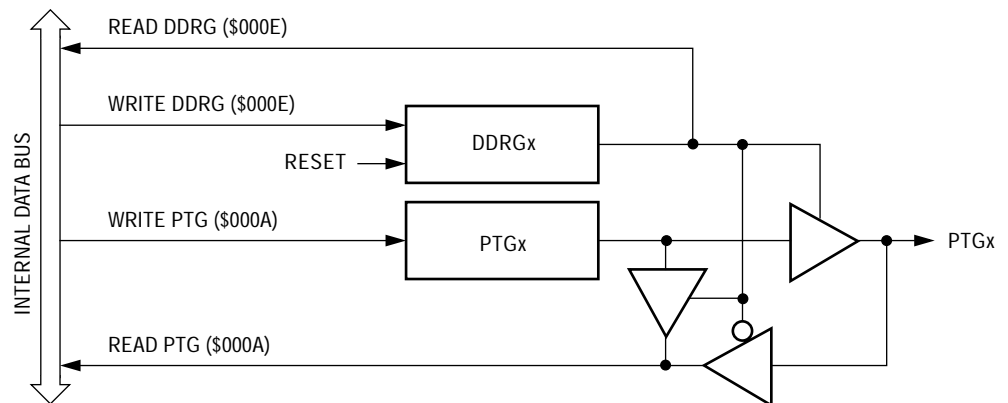 READ DDRG ($000E)
WRITE DDRG ($000E)
DDRGx
RESET
WRITE PTG ($000A)
PTGx
PTGx
READ PTG ($000A)
INTERNAL DATA BUS